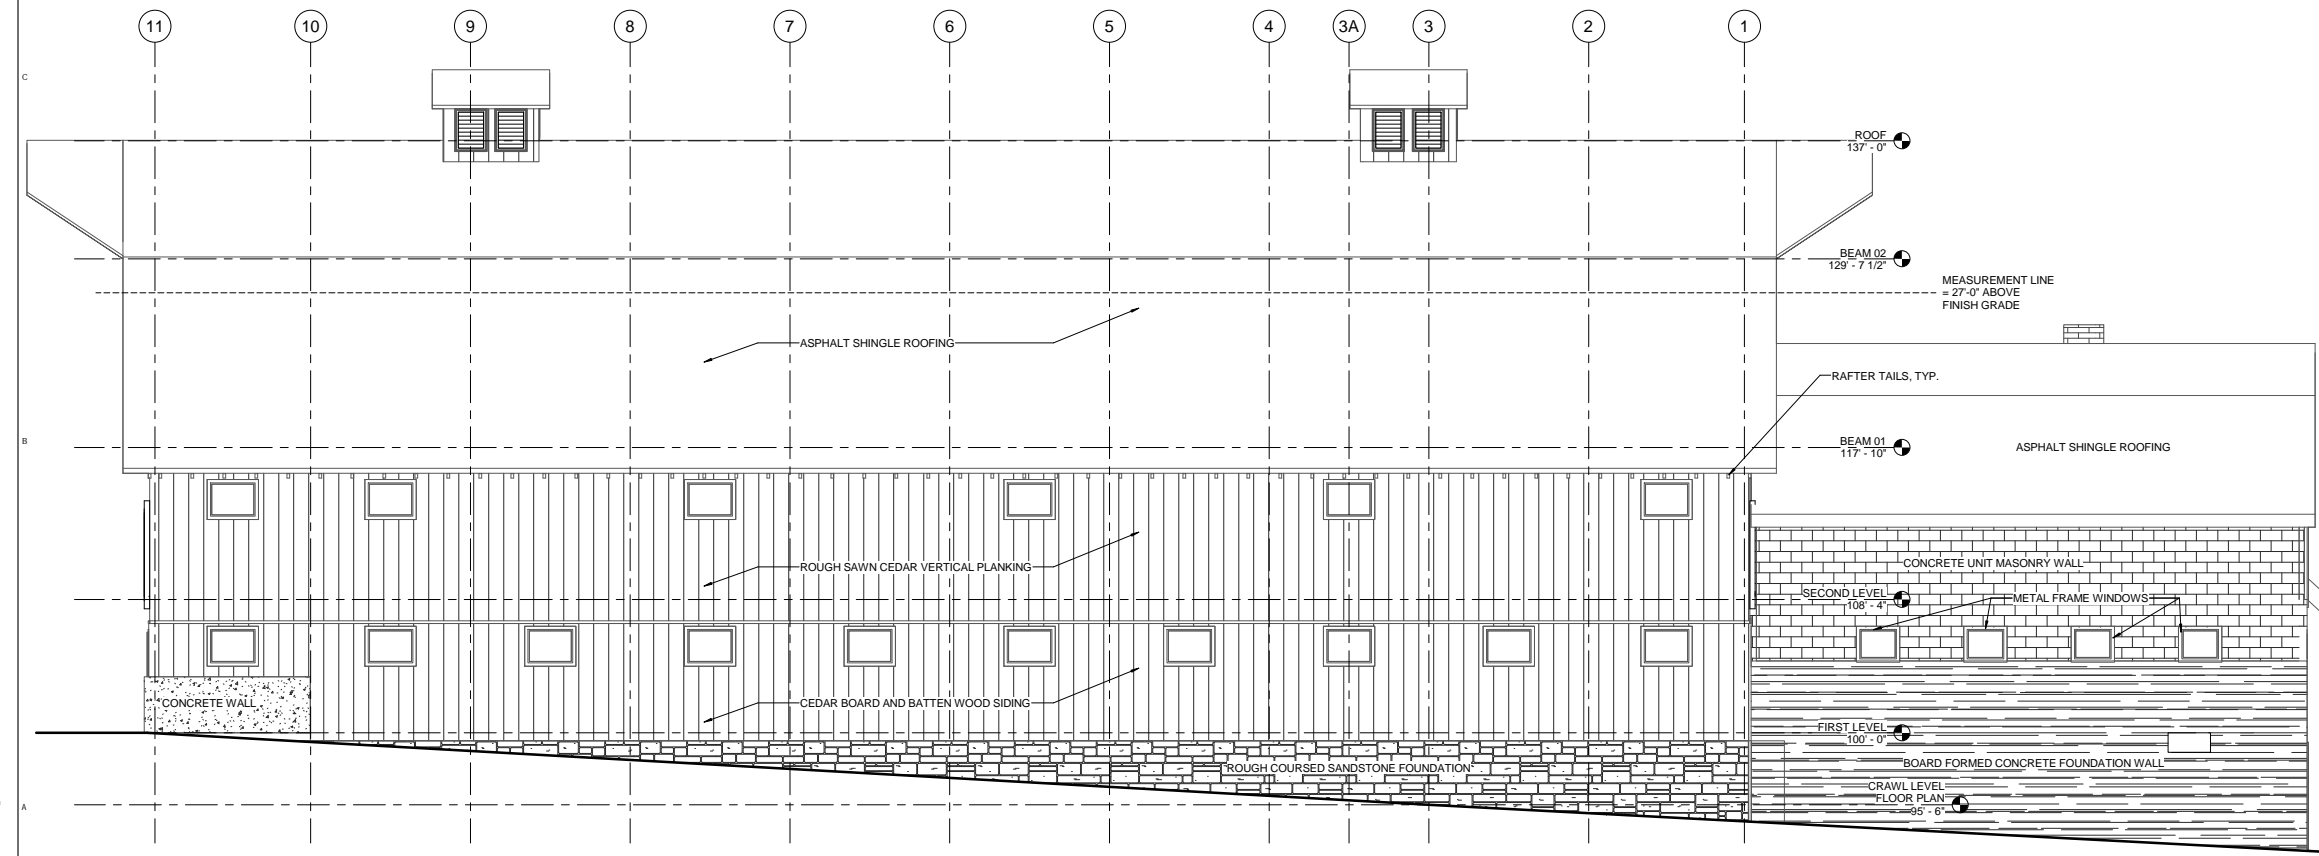 11 10 9 8 7 6 5 4 3A 3 2 1
C
ROOF
137' - 0"
BEAM 02
129' - 7 1/2"
MEASUREMENT LINE
= 27'-0" ABOVE
FINISH GRADE
ASPHALT SHINGLE ROOFING
RAFTER TAILS, TYP.
B
BEAM 01
117' - 10"
ASPHALT SHINGLE ROOFING
ROUGH SAWN CEDAR VERTICAL PLANKING
CONCRETE UNIT MASONRY WALL
SECOND LEVEL
108' - 4"
METAL FRAME WINDOWS
CONCRETE WALL
CEDAR BOARD AND BATTEN WOOD SIDING
FIRST LEVEL
100' - 0"
ROUGH COURSED SANDSTONE FOUNDATION
BOARD FORMED CONCRETE FOUNDATION WALL
A
CRAWL LEVEL
FLOOR PLAN
95' - 6"